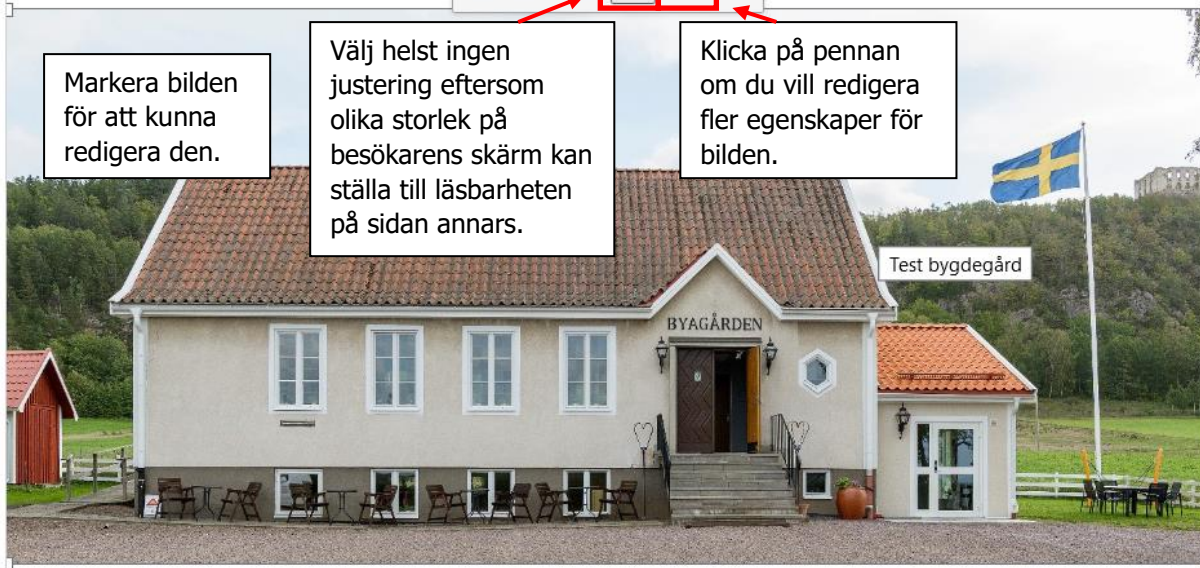 Markera bilden
för att kunna
redigera den.
Välj helst ingen
justering eftersom
olika storlek på
besökarens skärm kan
ställa till läsbarheten
på sidan annars.
Klicka på pennan
om du vill redigera
fler egenskaper för
bilden.
Test bygdegård
BYAGÅRDEN